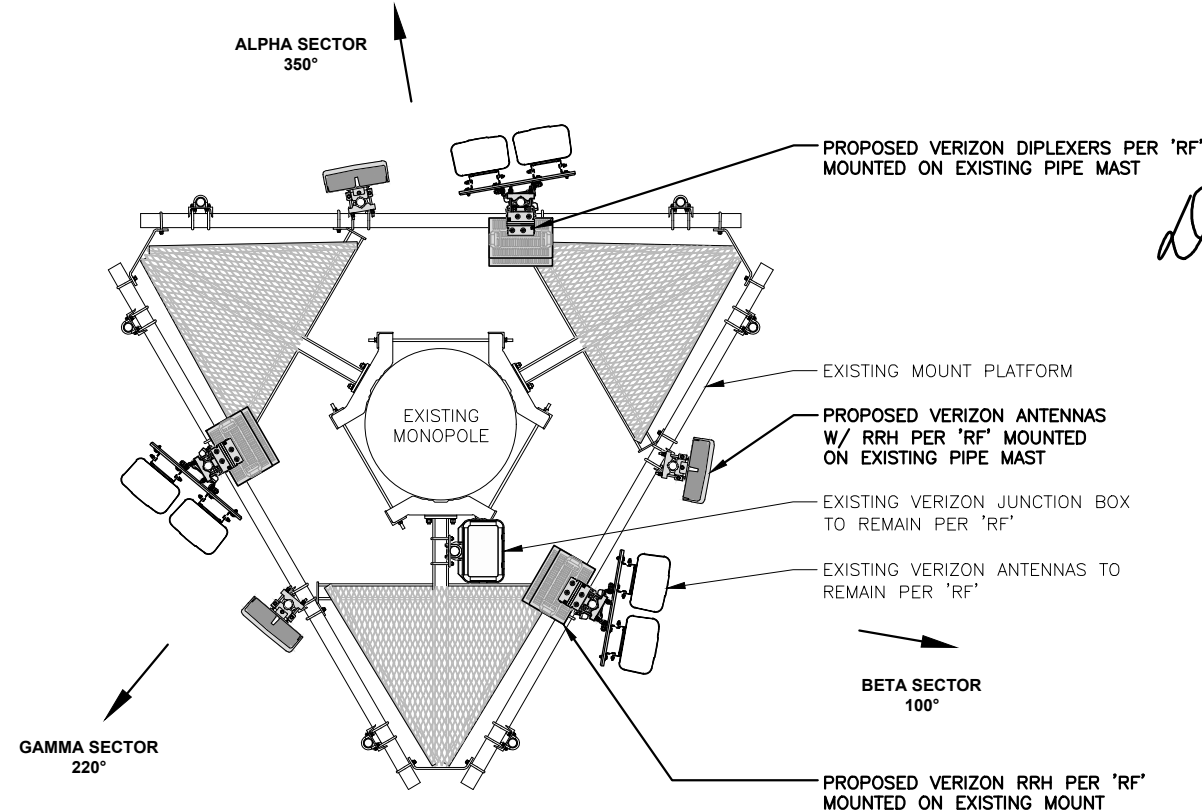 ALPHA SECTOR
350°
PROPOSED VERIZON DIPLEXERS PER 'RF'
MOUNTED ON EXISTING PIPE MAST
EXISTING MOUNT PLATFORM
EXISTING
MONOPOLE
PROPOSED VERIZON ANTENNAS
W/ RRH PER 'RF' MOUNTED
ON EXISTING PIPE MAST
EXISTING VERIZON JUNCTION BOX
TO REMAIN PER 'RF'
EXISTING VERIZON ANTENNAS TO
REMAIN PER 'RF'
BETA SECTOR
100°
GAMMA SECTOR
220°
PROPOSED VERIZON RRH PER 'RF'
MOUNTED ON EXISTING MOUNT